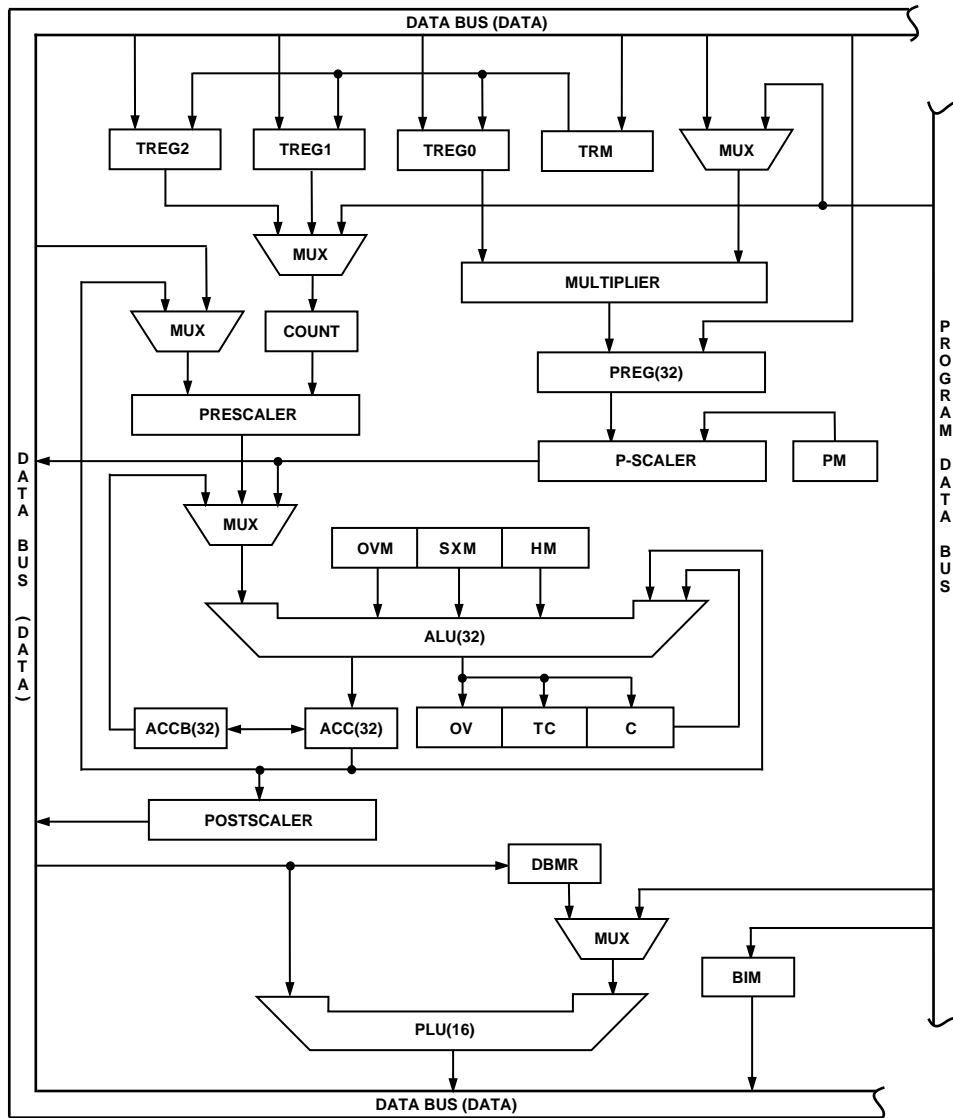 DATA BUS (DATA)
TREG2
TREG1
TREG0
TRM
MUX
MUX
MULTIPLIER
MUX
COUNT
PREG(32)
PRESCALER
P-SCALER
PM
MUX
OVM
SXM
HM
ALU(32)
ACCB(32)
ACC(32)
OV
TC
C
POSTSCALER
DBMR
MUX
BIM
PLU(16)
DATA BUS (DATA)
DATA BUS (DATA)
PROGRAM DATA BUS